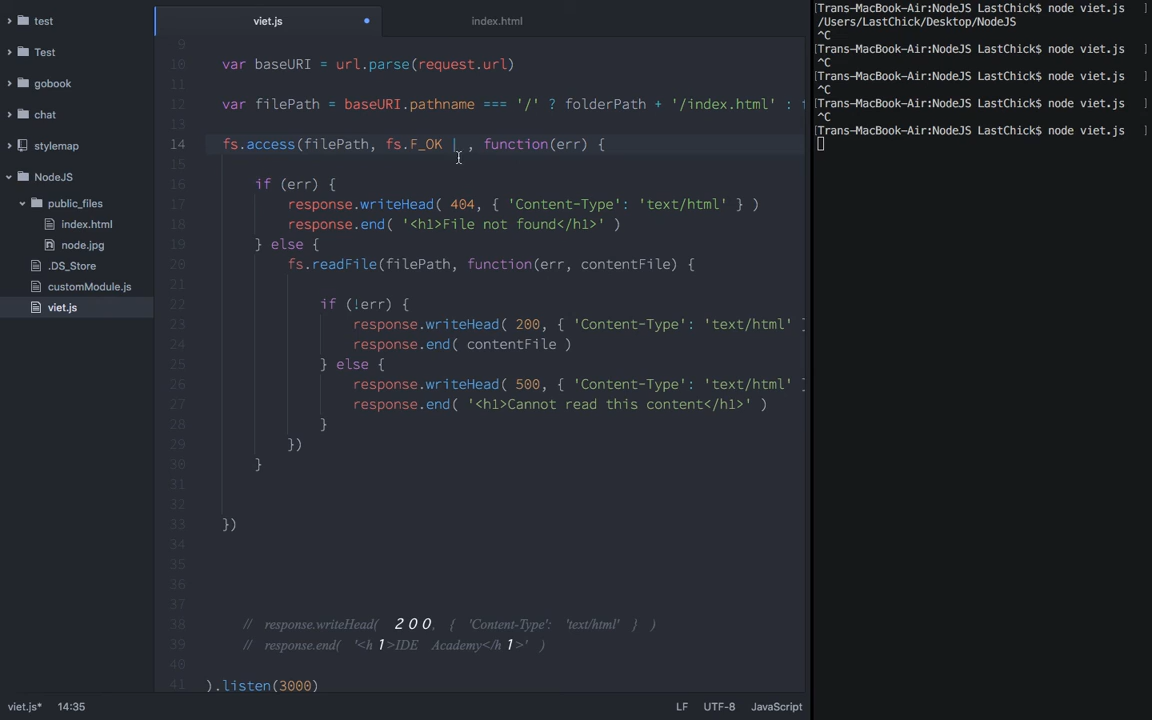 test
Test
gobook
chat
stylemap
NodeJS
public_files
index.html
node.jpg
.DS_Store
customModule.js
viet.js
viet.js
index.html
9
10 var baseURI = url.parse(request.url)
11
12 var filePath = baseURI.pathname === '/' ? folderPath + '/index.html' : f
13
14 fs.access(filePath, fs.F_OK | , function(err) {
15
16 if (err) {
17 response.writeHead( 404, { 'Content-Type': 'text/html' } )
18 response.end( '<h1>File not found</h1>' )
19 } else {
20 fs.readFile(filePath, function(err, contentFile) {
21
22 if (!err) {
23 response.writeHead( 200, { 'Content-Type': 'text/html' }
24 response.end( contentFile )
25 } else {
26 response.writeHead( 500, { 'Content-Type': 'text/html' }
27 response.end( '<h1>Cannot read this content</h1>' )
28 }
29 })
30 }
31
32
33 })
34
35
36
37
38 // response.writeHead( 200, { 'Content-Type': 'text/html' } )
39 // response.end( '<h1>IDE Academy</h1>' )
40
41 ).listen(3000)
viet.js* 14:35 LF UTF-8 JavaScript
[Trans-MacBook-Air:NodeJS LastChick$ node viet.js ]
/Users/LastChick/Desktop/NodeJS
^C
[Trans-MacBook-Air:NodeJS LastChick$ node viet.js ]
^C
[Trans-MacBook-Air:NodeJS LastChick$ node viet.js ]
^C
[Trans-MacBook-Air:NodeJS LastChick$ node viet.js ]
^C
[Trans-MacBook-Air:NodeJS LastChick$ node viet.js ]